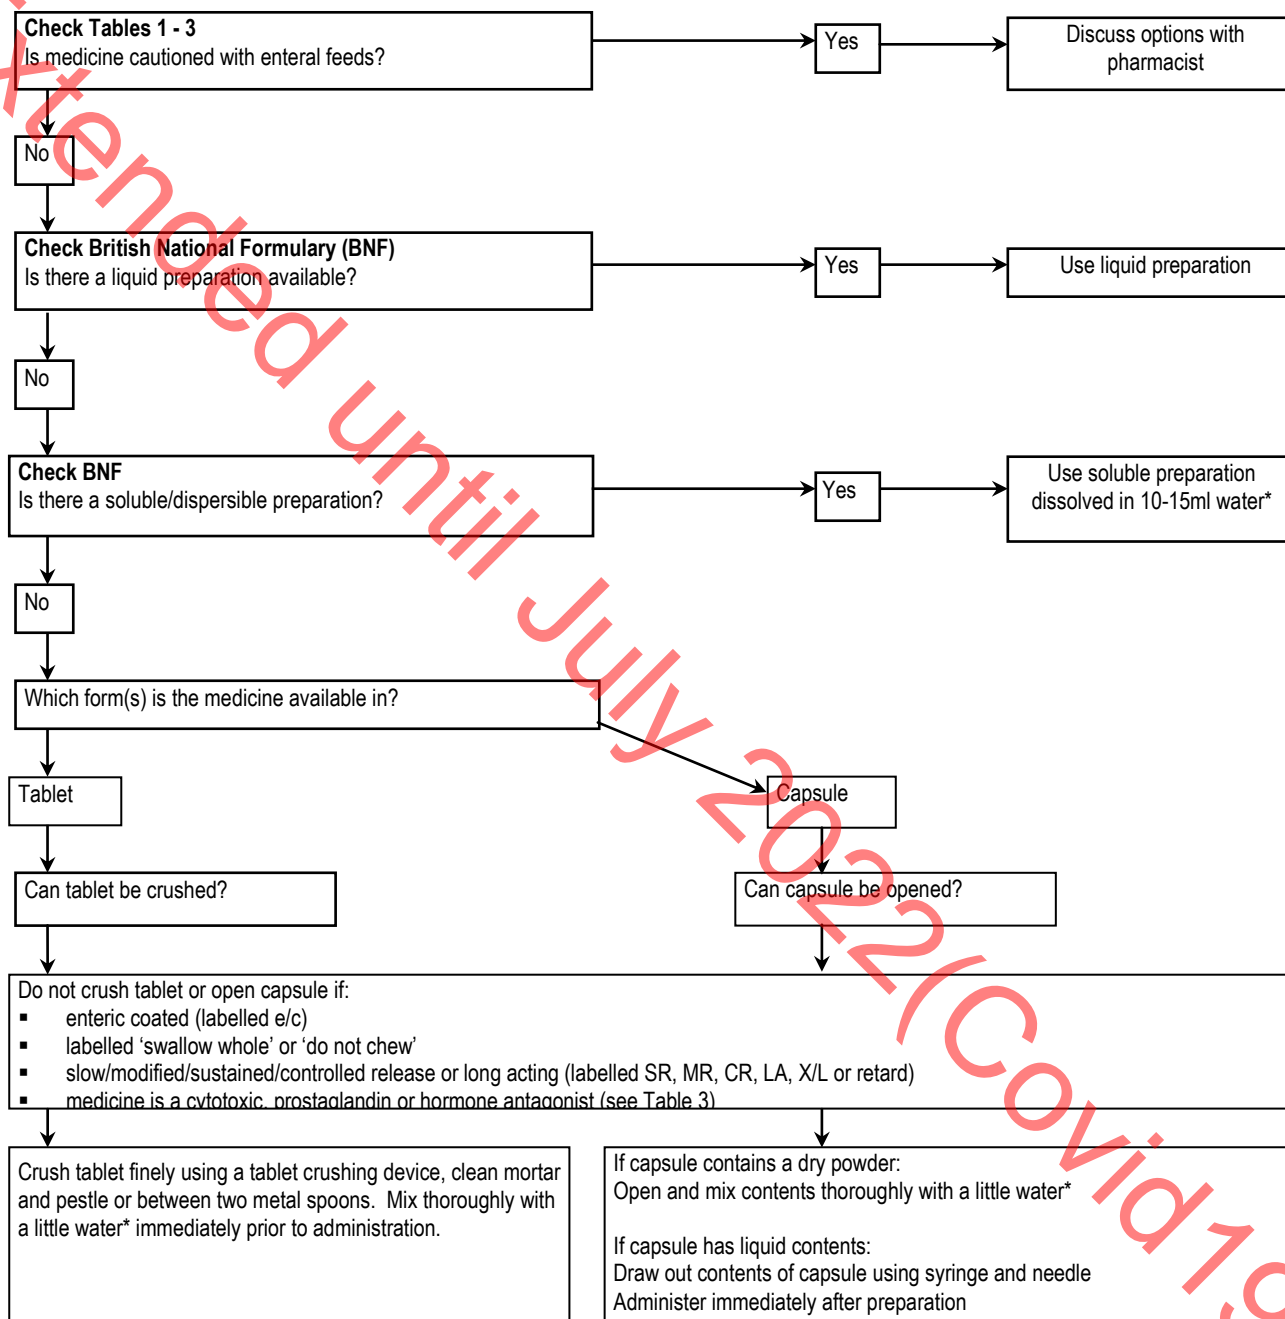 Check Tables 1 - 3
Is medicine cautioned with enteral feeds?
Yes
Discuss options with
pharmacist
No
Check British National Formulary (BNF)
Is there a liquid preparation available?
Yes
Use liquid preparation
No
Check BNF
Is there a soluble/dispersible preparation?
Yes
Use soluble preparation
dissolved in 10-15ml water*
No
Which form(s) is the medicine available in?
Tablet
Capsule
Can tablet be crushed?
Can capsule be opened?
Do not crush tablet or open capsule if:
▪ enteric coated (labelled e/c)
▪ labelled ‘swallow whole’ or ‘do not chew’
▪ slow/modified/sustained/controlled release or long acting (labelled SR, MR, CR, LA, X/L or retard)
▪ medicine is a cytotoxic, prostaglandin or hormone antagonist (see Table 3)
Crush tablet finely using a tablet crushing device, clean mortar
and pestle or between two metal spoons. Mix thoroughly with
a little water* immediately prior to administration.
If capsule contains a dry powder:
Open and mix contents thoroughly with a little water*
If capsule has liquid contents:
Draw out contents of capsule using syringe and needle
Administer immediately after preparation
xtended until July 2022(Covid19